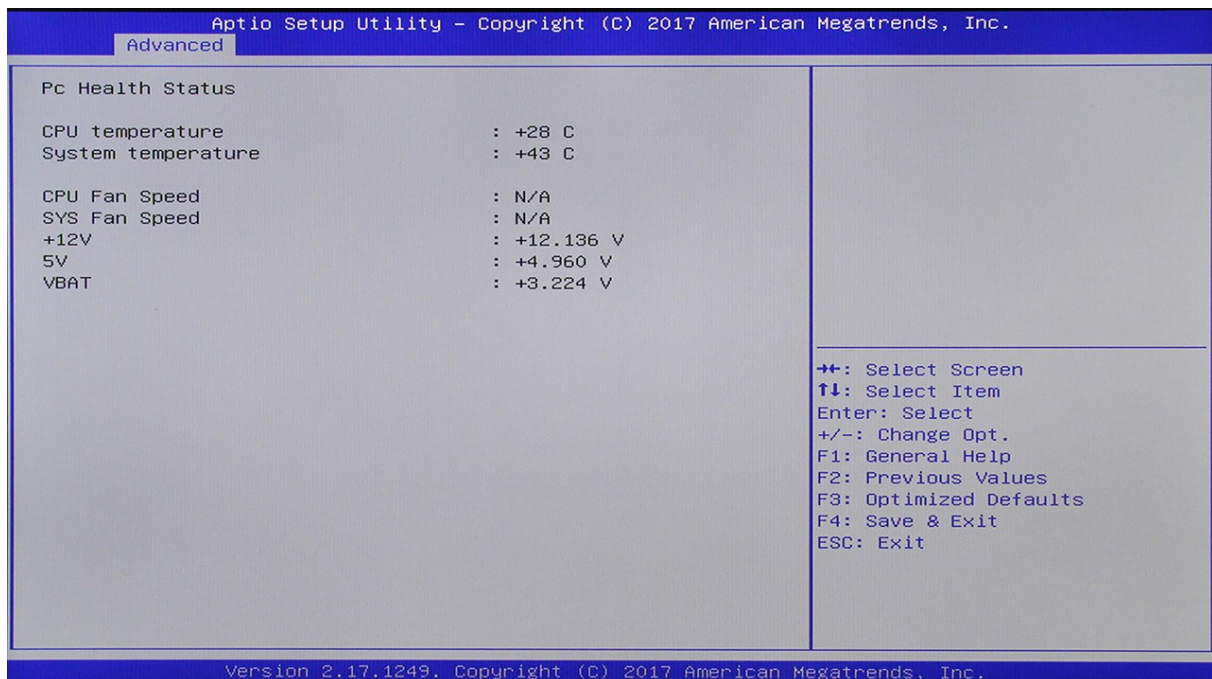 Aptio Setup Utility – Copyright (C) 2017 American Megatrends, Inc.
Advanced
Pc Health Status
CPU temperature : +28 C
System temperature : +43 C
CPU Fan Speed : N/A
SYS Fan Speed : N/A
+12V : +12.136 V
5V : +4.960 V
VBAT : +3.224 V
→←: Select Screen
↑↓: Select Item
Enter: Select
+/-: Change Opt.
F1: General Help
F2: Previous Values
F3: Optimized Defaults
F4: Save & Exit
ESC: Exit
Version 2.17.1249. Copyright (C) 2017 American Megatrends, Inc.